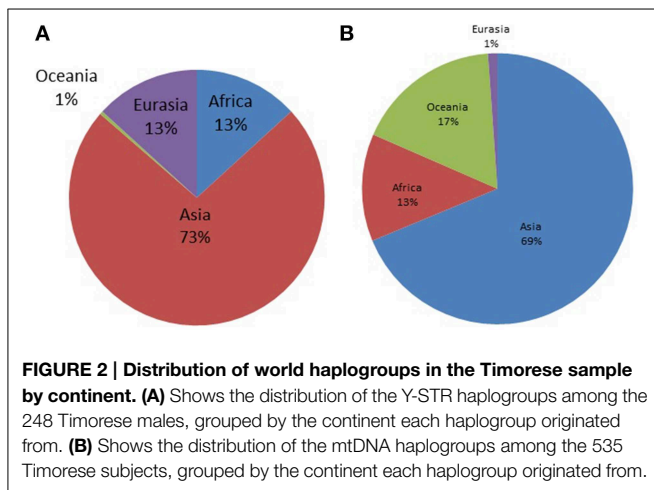 A
B
Oceania
1%
Eurasia
13%
Africa
13%
Asia
73%
Eurasia
1%
Oceania
17%
Africa
13%
Asia
69%
FIGURE 2 | Distribution of world haplogroups in the Timorese sample
by continent. (A) Shows the distribution of the Y-STR haplogroups among the
248 Timorese males, grouped by the continent each haplogroup originated
from. (B) Shows the distribution of the mtDNA haplogroups among the 535
Timorese subjects, grouped by the continent each haplogroup originated from.